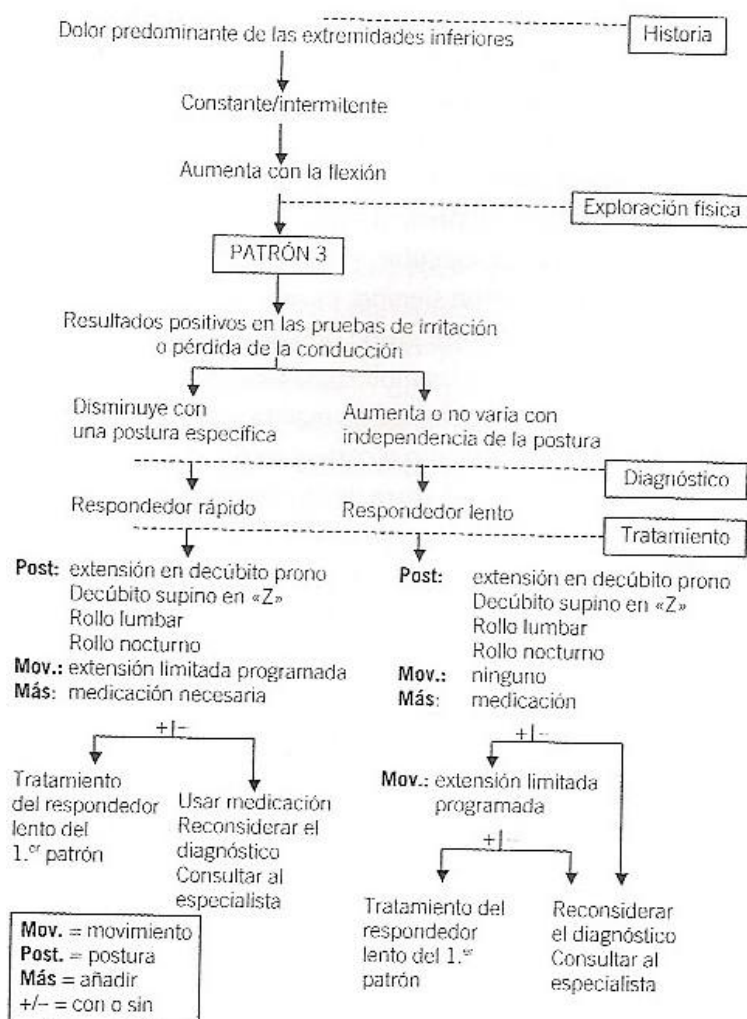 Dolor predominante de las extremidades inferiores
Historia
Constante/intermitente
Aumenta con la flexión
Exploración física
PATRÓN 3
Resultados positivos en las pruebas de irritación
o pérdida de la conducción
Disminuye con
una postura específica
Aumenta o no varía con
independencia de la postura
Diagnóstico
Respondedor rápido
Respondedor lento
Tratamiento
Post: extensión en decúbito prono
Decúbito supino en «Z»
Rollo lumbar
Rollo nocturno
Mov.: extensión limitada programada
Más: medicación necesaria
Post: extensión en decúbito prono
Decúbito supino en «Z»
Rollo lumbar
Rollo nocturno
Mov.: ninguno
Más: medicación
+|−
Tratamiento
del respondedor
lento del
1.er patrón
Usar medicación
Reconsiderar el
diagnóstico
Consultar al
especialista
+|−
Mov.: extensión limitada
programada
+|−
Tratamiento del
respondedor
lento del 1.er
patrón
Reconsiderar
el diagnóstico
Consultar al
especialista
Mov. = movimiento
Post. = postura
Más = añadir
+/− = con o sin